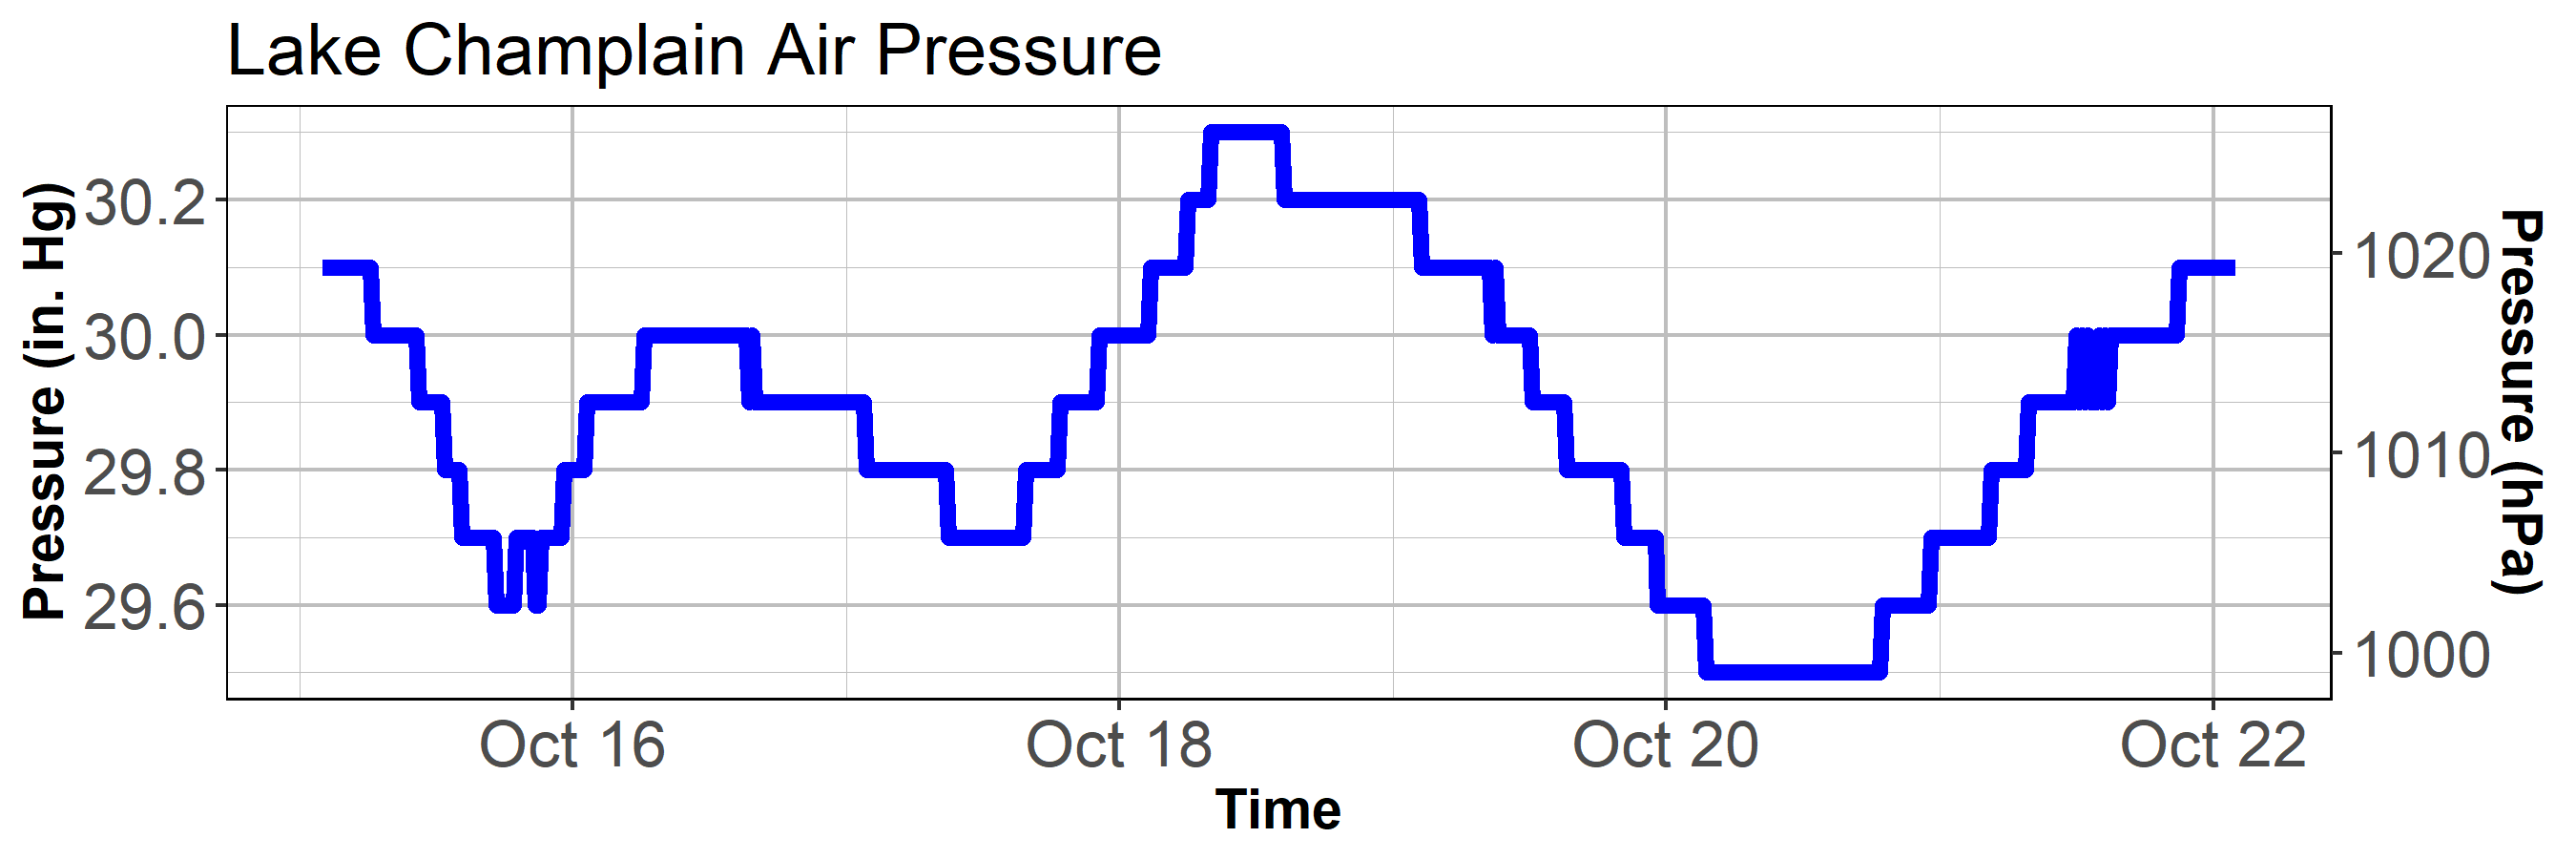 Lake Champlain Air Pressure
Pressure (in. Hg)
30.2
30.0
29.8
29.6
1020
1010
1000
Pressure (hPa)
Oct 16
Oct 18
Oct 20
Oct 22
Time